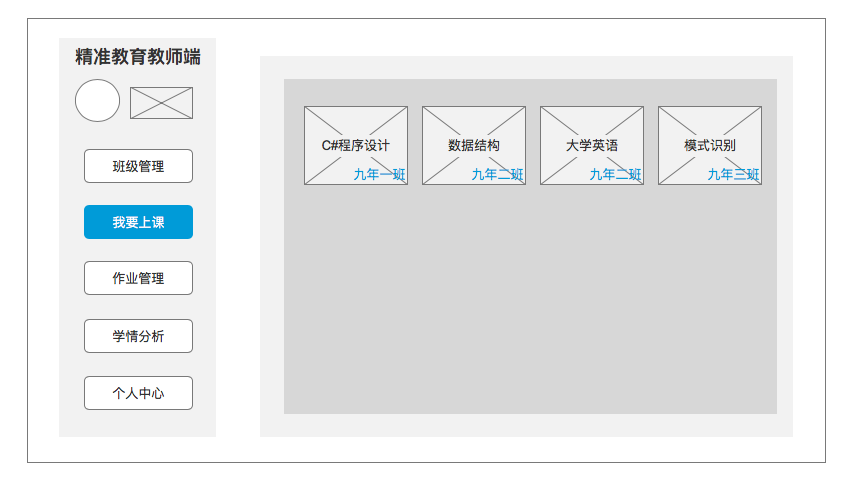 精准教育教师端
班级管理
我要上课
作业管理
学情分析
个人中心
C#程序设计
九年一班
数据结构
九年二班
大学英语
九年二班
模式识别
九年三班